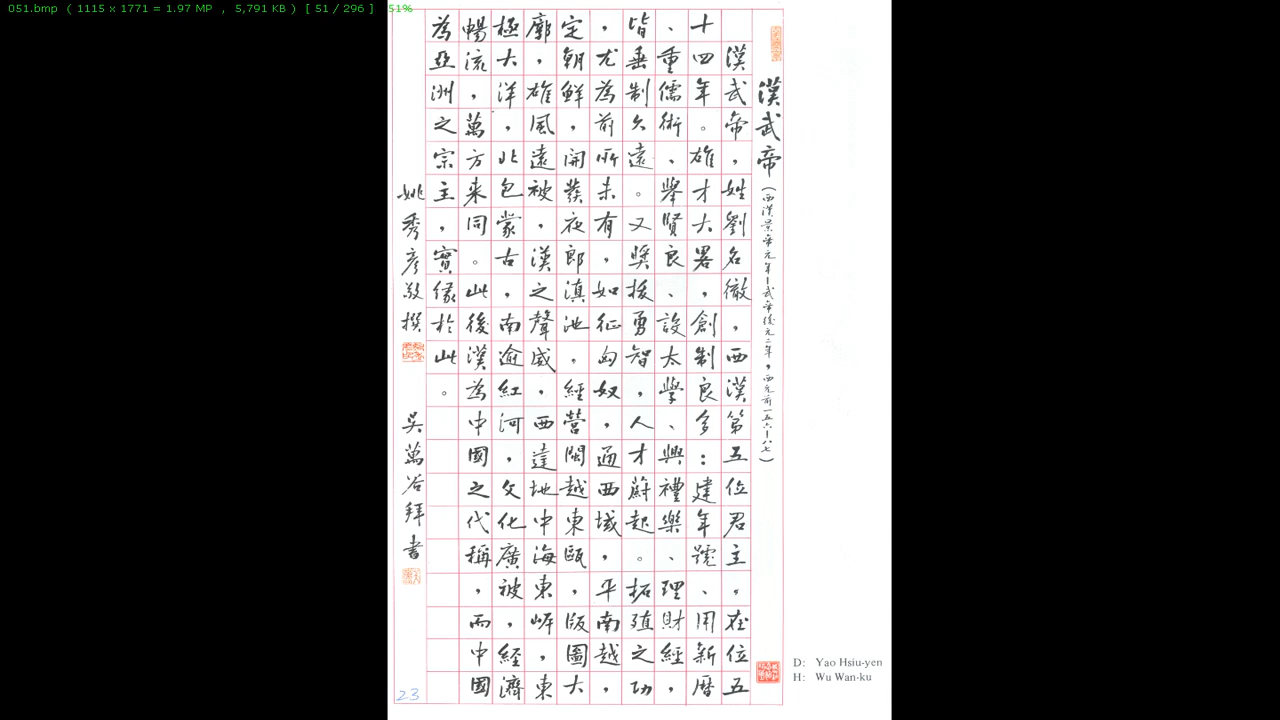 051.bmp ( 1115 x 1771 = 1.97 MP , 5,791 KB ) [ 51 / 296 ] 51%
漢武帝(西漢景帝元年—武帝後元二年,西元前一五六—八七)
漢武帝,姓劉名徹,西漢第五位君主。在位五
十四年。雄才大畧,創制良多:建年號、用新曆
、重儒術、舉賢良、設太學、興禮樂、理財經,
皆垂制久遠。又獎援勇智,人才蔚起。拓殖之功
,尤為前所未有,如征匈奴,通西域,平南越,
定朝鮮,開發夜郎滇池,經營閩越東甌,版圖大
廓,雄風遠被,漢之聲威,西達地中海東岸,東
極大洋,北包蒙古,南逾紅河,文化廣被,經濟
暢流,萬方來同。此後漢為中國之代稱,而中國
為亞洲之宗主,實緣於此。
姚秀彥敬撰 吳萬谷拜書
23
D: Yao Hsiu-yen
H: Wu Wan-ku